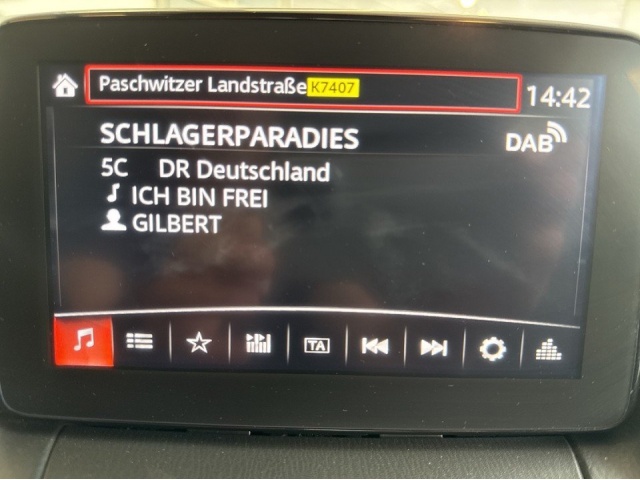 Paschwitzer Landstraße K7407
14:42
SCHLAGERPARADIES
DAB
5C DR Deutschland
ICH BIN FREI
GILBERT
TA